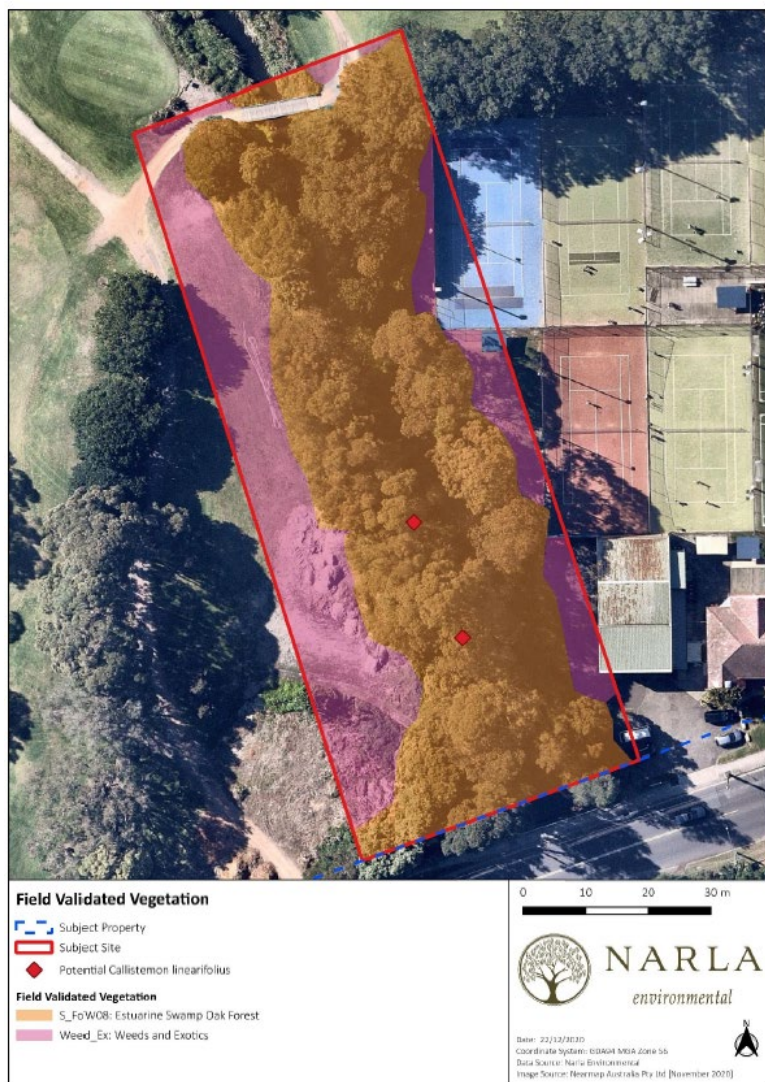 Field Validated Vegetation
0 10 20 30 m
Subject Property
Subject Site
Potential Callistemon linearifolius
Field Validated Vegetation
S_FoW08: Estuarine Swamp Oak Forest
Weed_Ex: Weeds and Exotics
NARLA
environmental
N
Date: 22/12/2020
Coordinate System: GDA94 MGA Zone 56
Data Source: Narla Environmental
Image Source: Nearmap Australia Pty Ltd [November 2020]